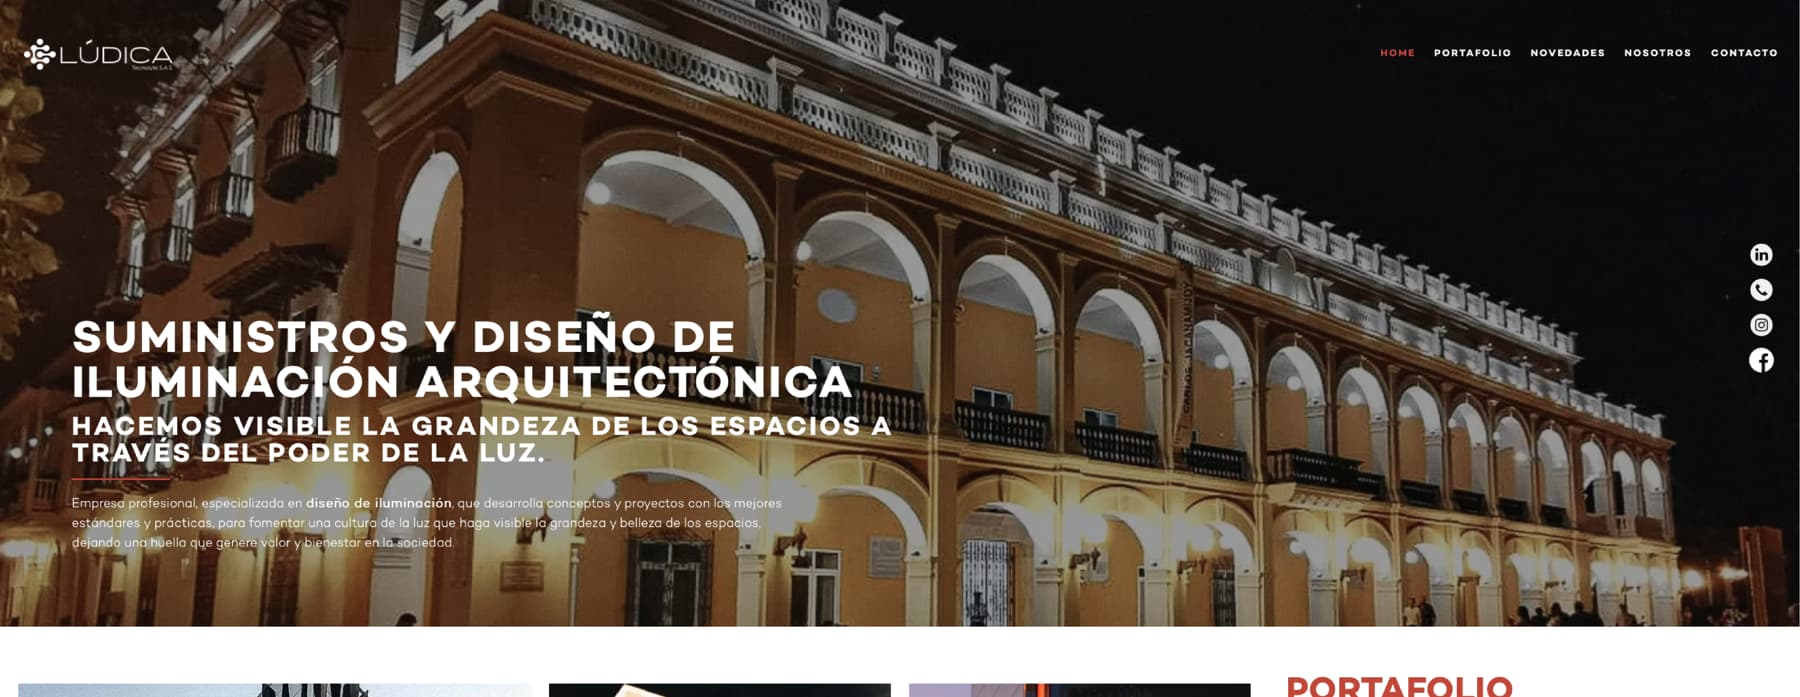 LÚDICA
Tecnología S.A.S
HOME PORTAFOLIO NOVEDADES NOSOTROS CONTACTO
SUMINISTROS Y DISEÑO DE
ILUMINACIÓN ARQUITECTÓNICA
HACEMOS VISIBLE LA GRANDEZA DE LOS ESPACIOS A
TRAVÉS DEL PODER DE LA LUZ.
Empresa profesional, especializada en diseño de iluminación, que desarrolla conceptos y proyectos con los mejores
estándares y prácticas, para fomentar una cultura de la luz que haga visible la grandeza y belleza de los espacios,
dejando una huella que genere valor y bienestar en la sociedad.
CARLOS JACANAMIJOY
in
PORTAFOLIO